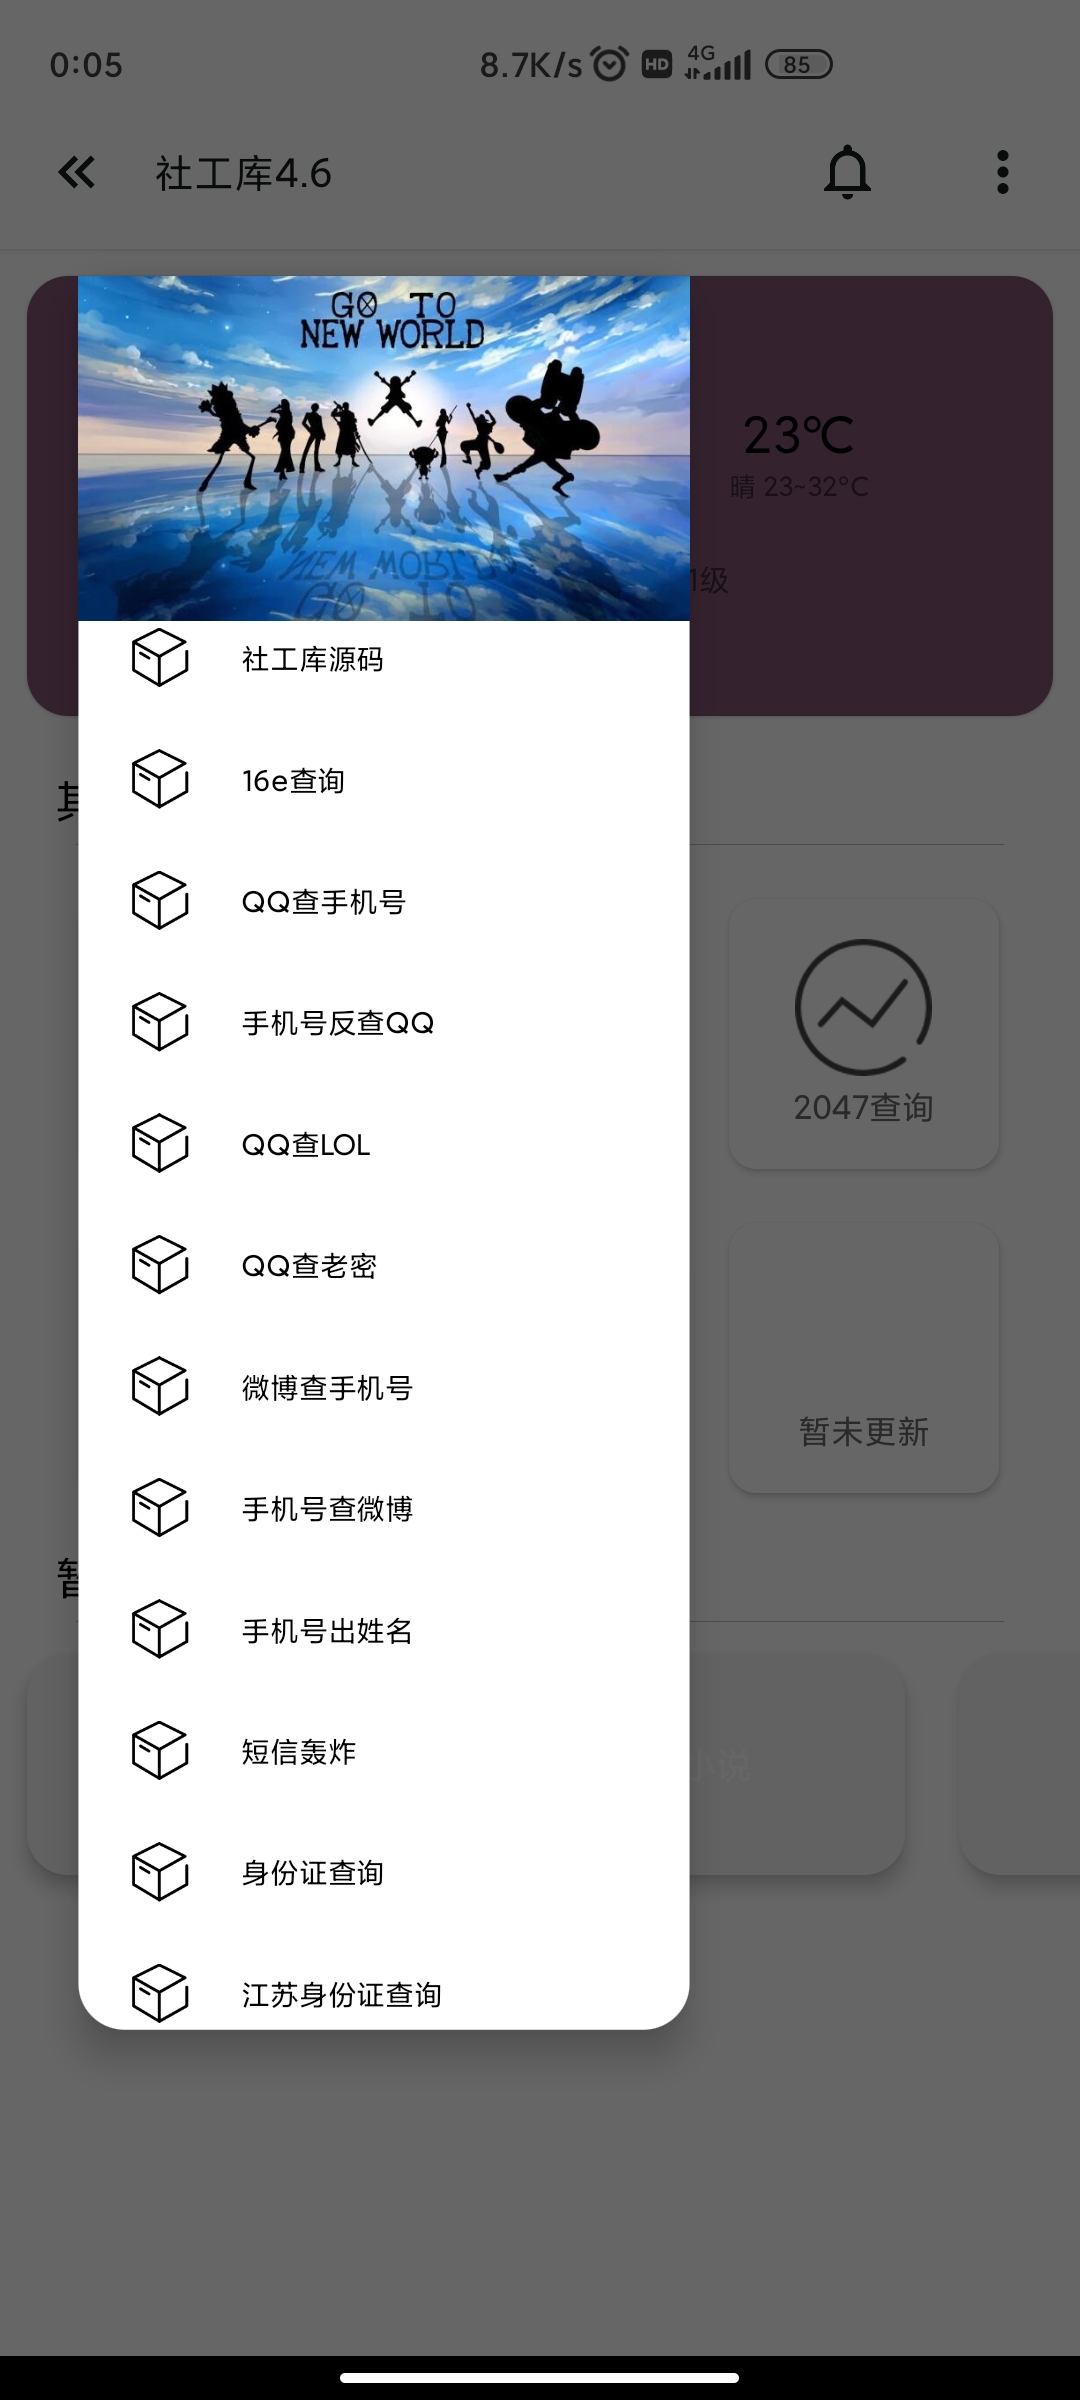 0:05 8.7K/s HD 4G 85
社工库4.6
GO TO
NEW WORLD
23℃
晴 23~32°C
1级
社工库源码
16e查询
QQ查手机号
手机号反查QQ
2047查询
QQ查LOL
QQ查老密
微博查手机号
暂未更新
手机号查微博
手机号出姓名
短信轰炸
小说
身份证查询
江苏身份证查询